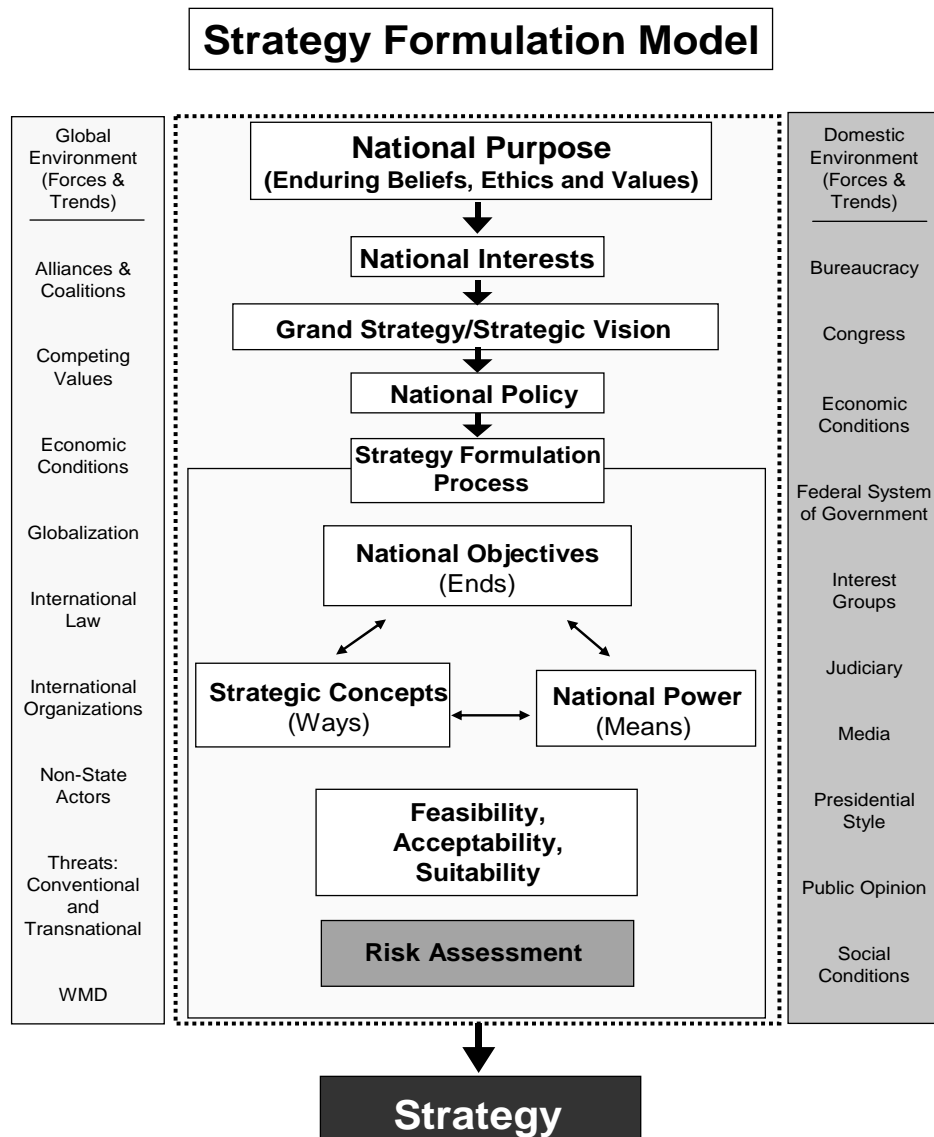 Strategy Formulation Model
Global
Environment
(Forces &
Trends)
Alliances &
Coalitions
Competing
Values
Economic
Conditions
Globalization
International
Law
International
Organizations
Non-State
Actors
Threats:
Conventional
and
Transnational
WMD
National Purpose
(Enduring Beliefs, Ethics and Values)
National Interests
Grand Strategy/Strategic Vision
National Policy
Strategy Formulation
Process
National Objectives
(Ends)
Strategic Concepts
(Ways)
National Power
(Means)
Feasibility,
Acceptability,
Suitability
Risk Assessment
Strategy
Domestic
Environment
(Forces &
Trends)
Bureaucracy
Congress
Economic
Conditions
Federal System
of Government
Interest
Groups
Judiciary
Media
Presidential
Style
Public Opinion
Social
Conditions